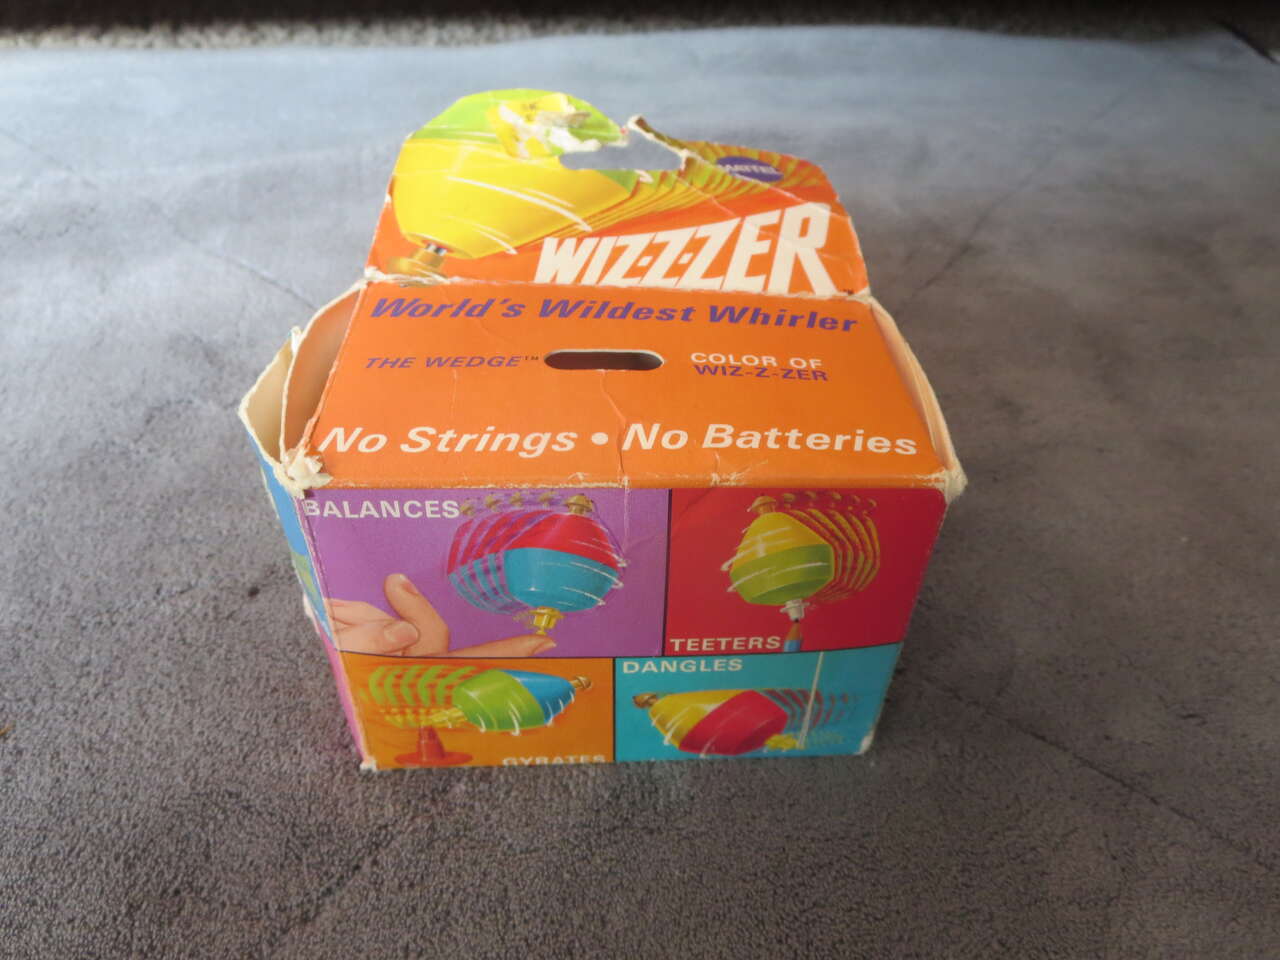 MATTEL
WIZ-Z-ZER
World's Wildest Whirler
THE WEDGE™
COLOR OF
WIZ-Z-ZER
No Strings • No Batteries
BALANCES
TEETERS
GYRATES
DANGLES